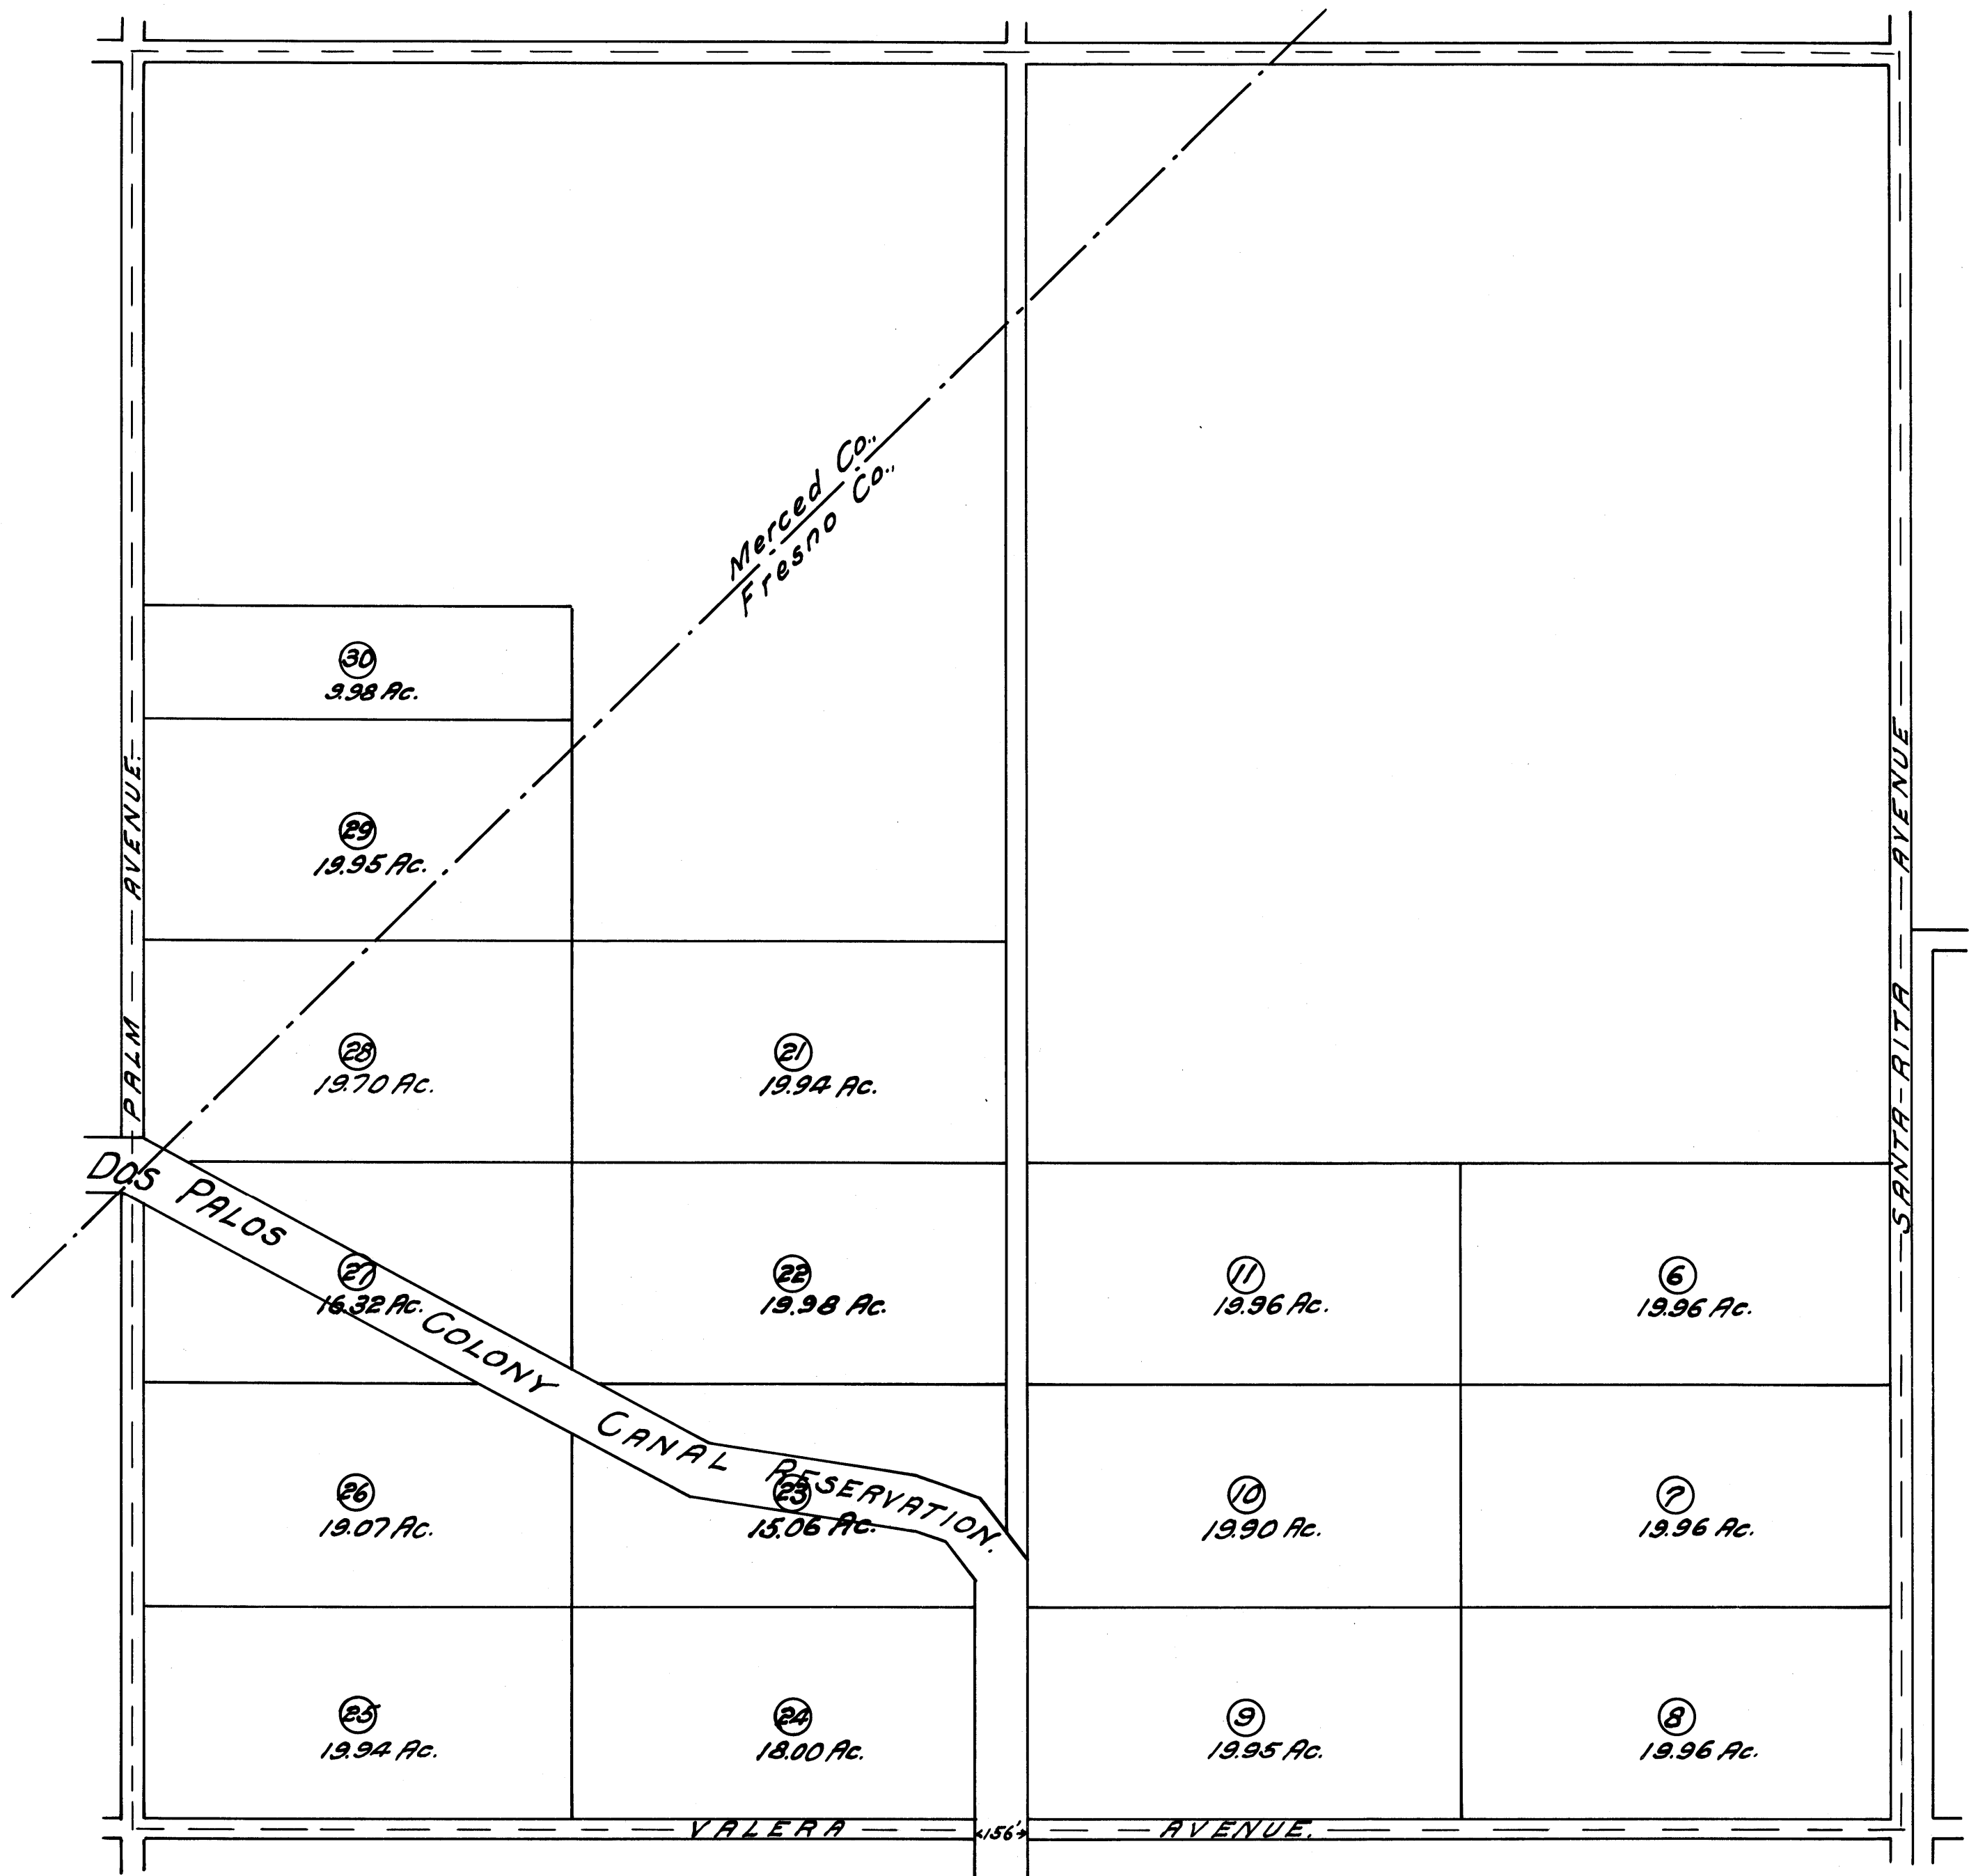 Merced Co.,
Fresno Co.,
30
9.98 Ac.
29
19.95 Ac.
PALM AVENUE.
SANTA-RITA AVENUE
28
19.70 Ac.
21
19.94 Ac.
DOS PALOS COLONY CANAL RESERVATION.
27
16.32 Ac.
22
19.98 Ac.
11
19.96 Ac.
6
19.96 Ac.
26
19.07 Ac.
23
15.06 Ac.
10
19.90 Ac.
7
19.96 Ac.
25
19.94 Ac.
24
18.00 Ac.
9
19.95 Ac.
8
19.96 Ac.
VALERA AVENUE.
156'